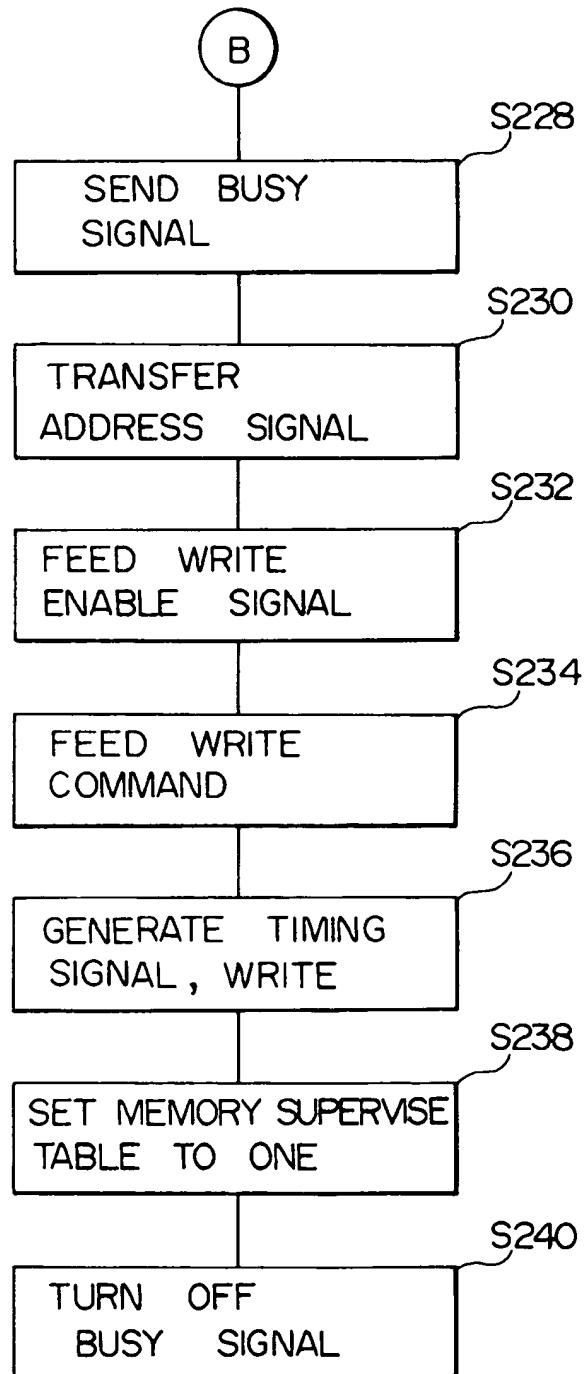 B
S228
SEND BUSY
SIGNAL
S230
TRANSFER
ADDRESS SIGNAL
S232
FEED WRITE
ENABLE SIGNAL
S234
FEED WRITE
COMMAND
S236
GENERATE TIMING
SIGNAL, WRITE
S238
SET MEMORY SUPERVISE
TABLE TO ONE
S240
TURN OFF
BUSY SIGNAL